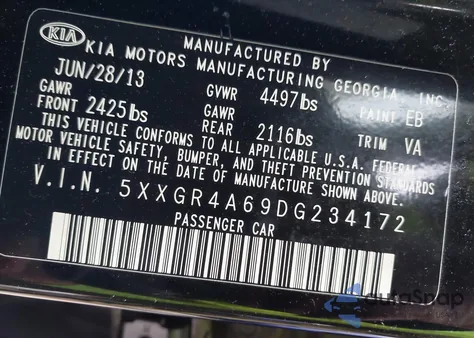 KIA
MANUFACTURED BY
KIA MOTORS MANUFACTURING GEORGIA, INC.
JUN/28/13 GVWR 4497lbs PAINT EB
GAWR FRONT 2425lbs GAWR REAR 2116lbs TRIM VA
THIS VEHICLE CONFORMS TO ALL APPLICABLE U.S.A. FEDERAL
MOTOR VEHICLE SAFETY, BUMPER, AND THEFT PREVENTION STANDARDS
IN EFFECT ON THE DATE OF MANUFACTURE SHOWN ABOVE.
V.I.N. 5XXGR4A69DG234172
PASSENGER CAR
autoSnap